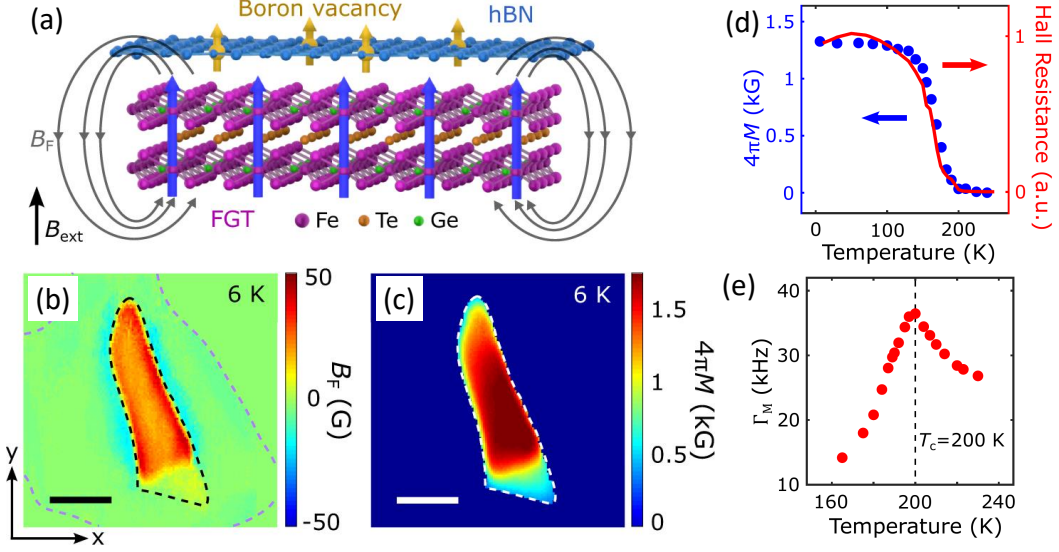 (a)
Boron vacancy
hBN
B_F
B_ext
FGT
Fe
Te
Ge
(b)
6 K
50
0
-50
B_F (G)
y
x
(c)
6 K
1.5
1
0.5
0
4πM (kG)
(d)
4πM (kG)
1.5
1
0.5
0
0
100
200
Temperature (K)
1
0
Hall Resistance (a.u.)
(e)
Γ_M (kHz)
40
30
20
10
T_c=200 K
160
200
240
Temperature (K)